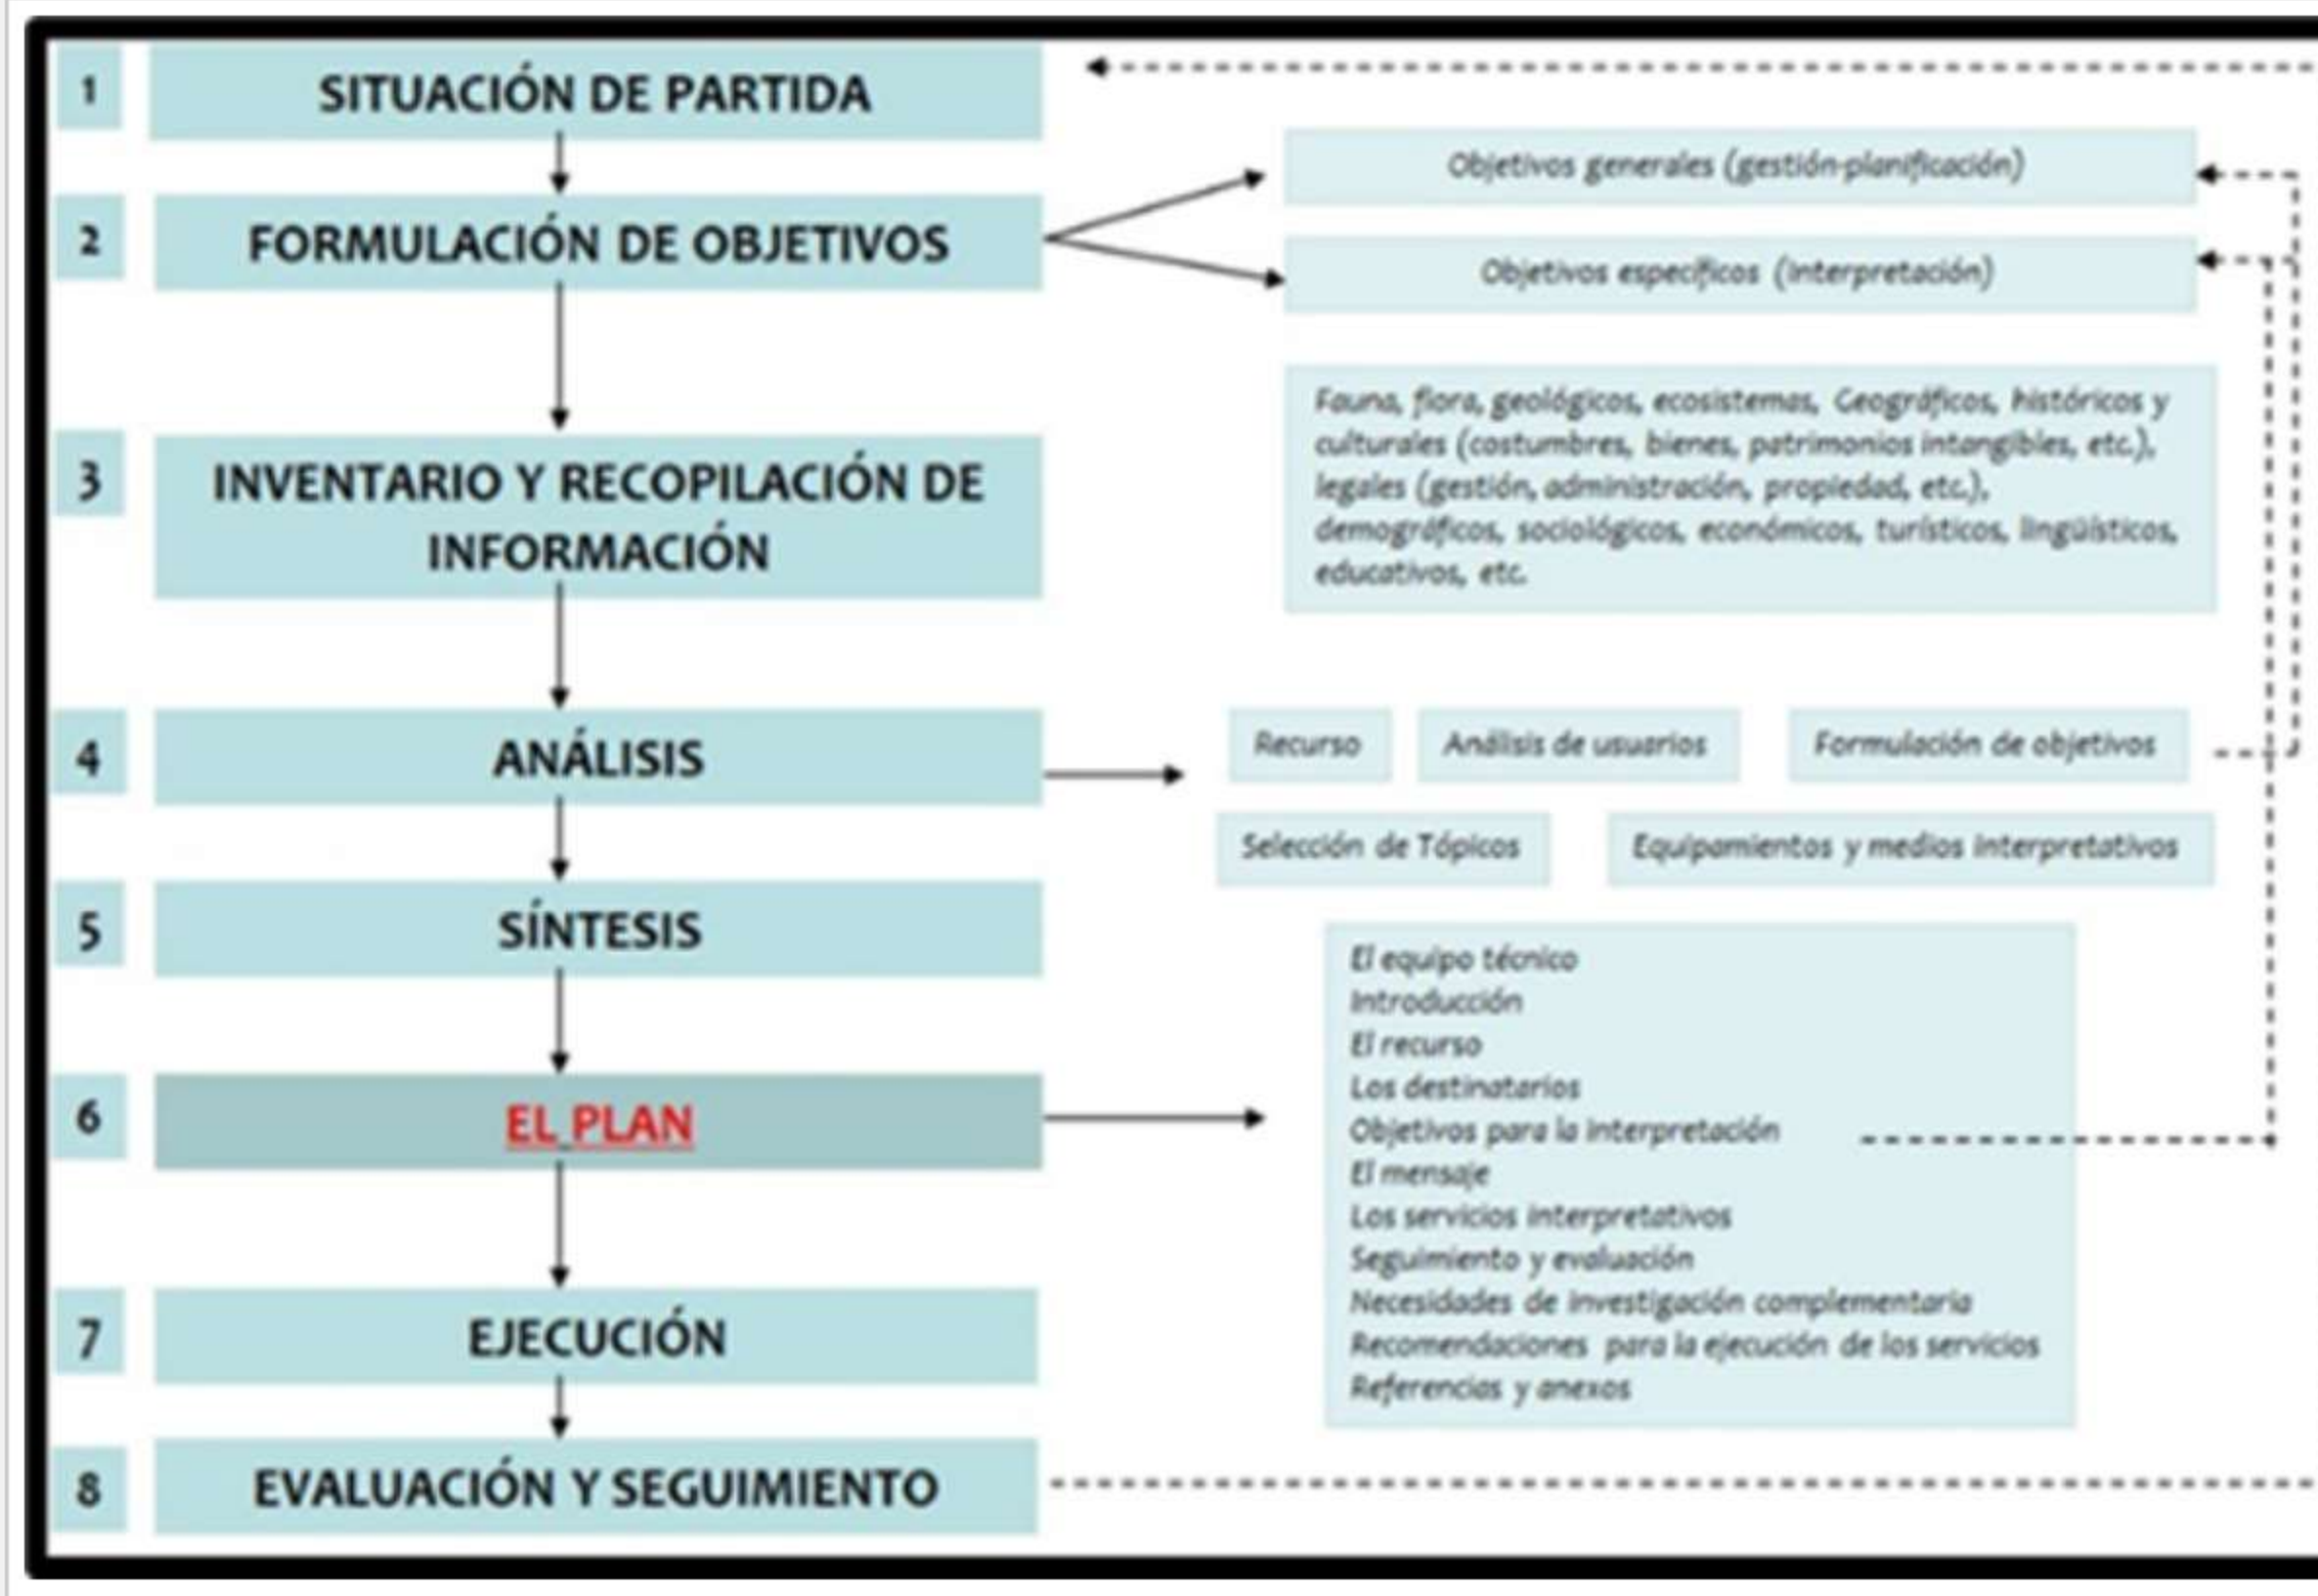 1
SITUACIÓN DE PARTIDA
Objetivos generales (gestión-planificación)
2
FORMULACIÓN DE OBJETIVOS
Objetivos específicos (interpretación)
Fauna, flora, geológicos, ecosistemas, Geográficos, históricos y
culturales (costumbres, bienes, patrimonios intangibles, etc.),
legales (gestión, administración, propiedad, etc.),
demográficos, sociológicos, económicos, turísticos, lingüísticos,
educativos, etc.
3
INVENTARIO Y RECOPILACIÓN DE
INFORMACIÓN
4
ANÁLISIS
Recurso
Análisis de usuarios
Formulación de objetivos
Selección de Tópicos
Equipamientos y medios interpretativos
5
SÍNTESIS
6
EL PLAN
El equipo técnico
Introducción
El recurso
Los destinatarios
Objetivos para la interpretación
El mensaje
Los servicios interpretativos
Seguimiento y evaluación
Necesidades de investigación complementaria
Recomendaciones para la ejecución de los servicios
Referencias y anexos
7
EJECUCIÓN
8
EVALUACIÓN Y SEGUIMIENTO